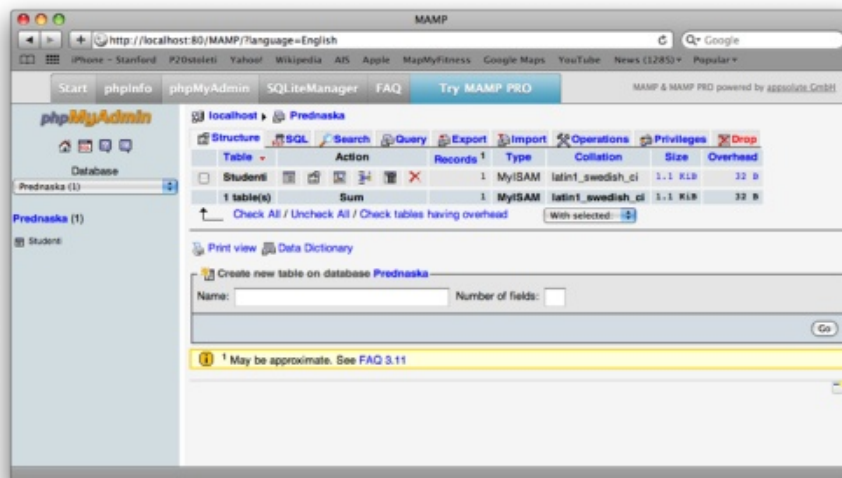 MAMP
http://localhost:80/MAMP/?language=English
Google
iPhone - Stanford P20stoleti Yahoo! Wikipedia AIS Apple MapMyFitness Google Maps YouTube News (1285) Popular
Start phpInfo phpMyAdmin SQLiteManager FAQ Try MAMP PRO MAMP & MAMP PRO powered by appsolute GmbH
phpMyAdmin
Database
Prednaska (1)
Prednaska (1)
Studenti
localhost Prednaska
Structure SQL Search Query Export Import Operations Privileges Drop
Table Action Records 1 Type Collation Size Overhead
Studenti 1 MyISAM latin1_swedish_ci 1.1 KiB 32 B
1 table(s) Sum 1 MyISAM latin1_swedish_ci 1.1 KiB 32 B
Check All / Uncheck All / Check tables having overhead With selected:
Print view Data Dictionary
Create new table on database Prednaska
Name: Number of fields:
Go
1 May be approximate. See FAQ 3.11